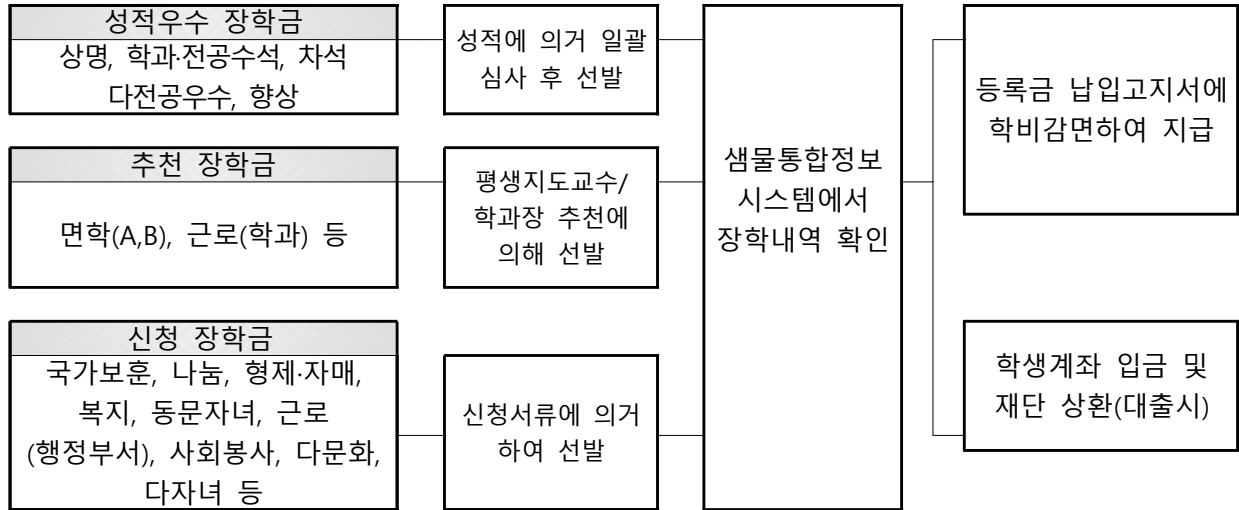 성적우수 장학금
상명, 학과·전공수석, 차석
다전공우수, 향상
성적에 의거 일괄
심사 후 선발
추천 장학금
면학(A,B), 근로(학과) 등
평생지도교수/
학과장 추천에
의해 선발
신청 장학금
국가보훈, 나눔, 형제·자매,
복지, 동문자녀, 근로
(행정부서), 사회봉사, 다문화,
다자녀 등
신청서류에 의거
하여 선발
샘물통합정보
시스템에서
장학내역 확인
등록금 납입고지서에
학비감면하여 지급
학생계좌 입금 및
재단 상환(대출시)